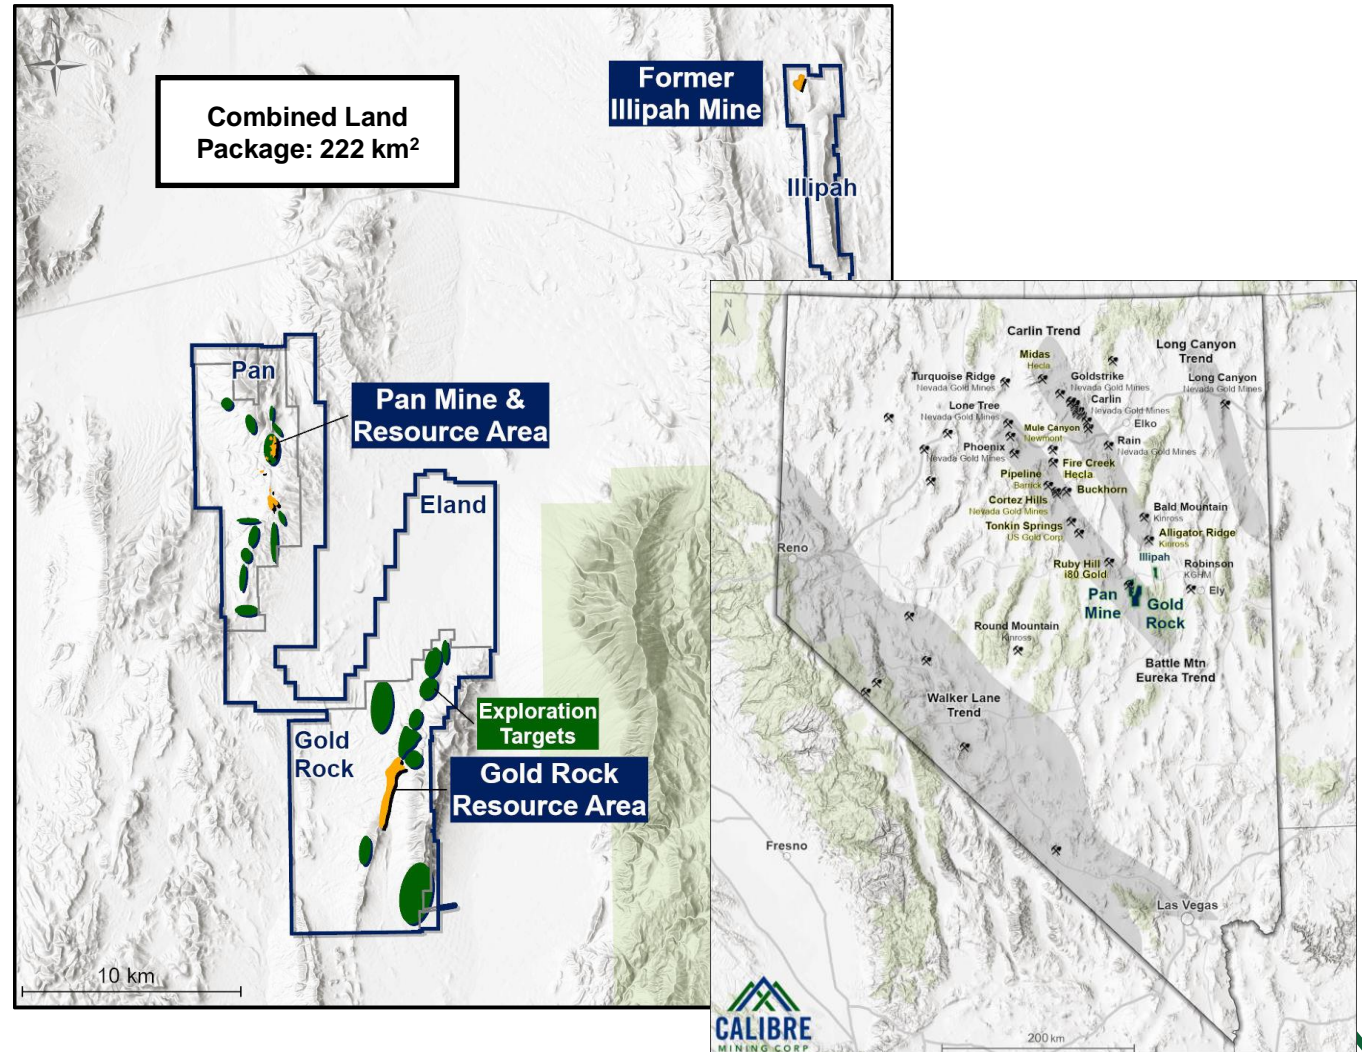 Combined Land
Package: 222 km²
Former
Illipah Mine
Illipah
Pan
Pan Mine &
Resource Area
Eland
Gold
Rock
Exploration
Targets
Gold Rock
Resource Area
10 km
N
Carlin Trend
Midas
Hecla
Long Canyon
Trend
Turquoise Ridge
Nevada Gold Mines
Goldstrike
Nevada Gold Mines
Long Canyon
Nevada Gold Mines
Lone Tree
Nevada Gold Mines
Carlin
Nevada Gold Mines
Mule Canyon
Newmont
Elko
Phoenix
Nevada Gold Mines
Rain
Nevada Gold Mines
Fire Creek
Hecla
Pipeline
Barrick
Buckhorn
Cortez Hills
Nevada Gold Mines
Bald Mountain
Kinross
Tonkin Springs
US Gold Corp
Alligator Ridge
Kinross
Reno
Illipah
Ruby Hill
i80 Gold
Robinson
KGHM
Ely
Pan
Mine
Gold
Rock
Round Mountain
Kinross
Battle Mtn
Eureka Trend
Walker Lane
Trend
Fresno
Las Vegas
200 km
CALIBRE
MINING CORP